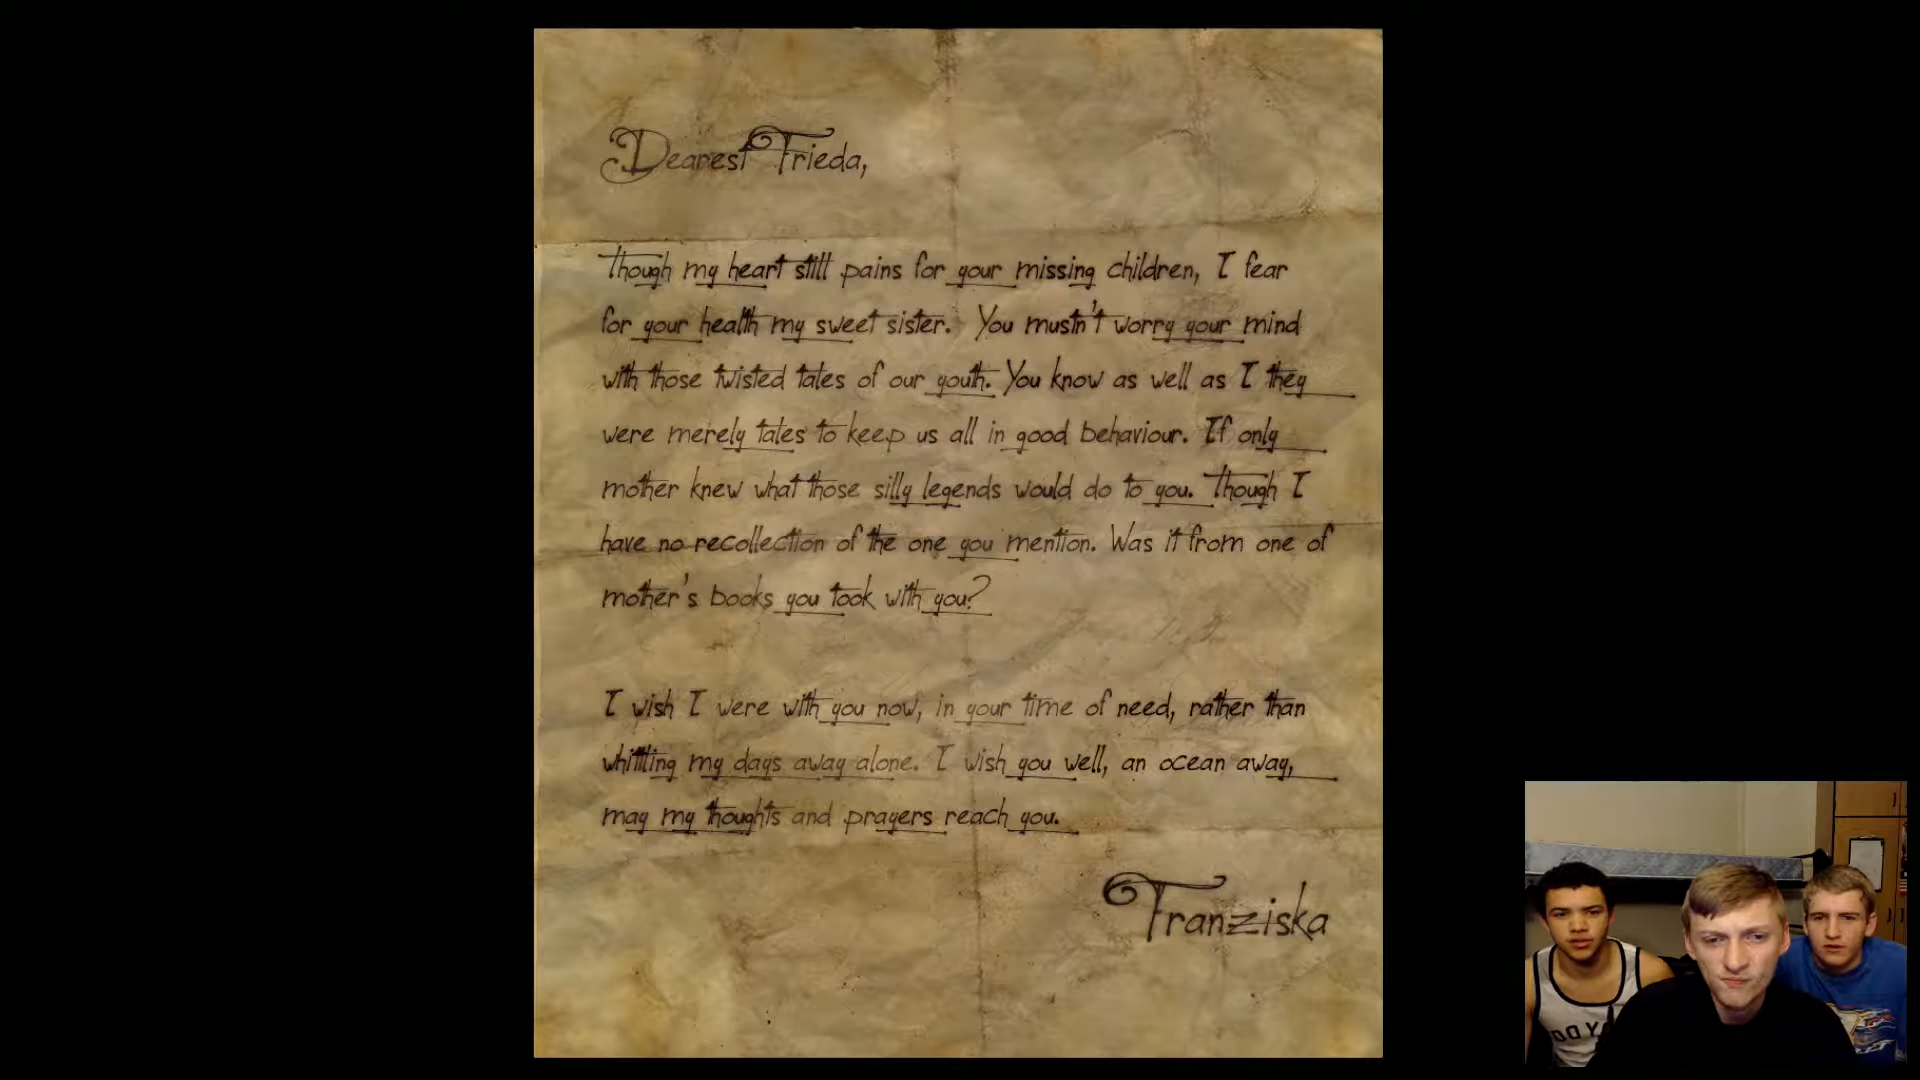 Dearest Frieda,
Though my heart still pains for your missing children, I fear
for your health my sweet sister. You mustn't worry your mind
with those twisted tales of our youth. You know as well as I they
were merely tales to keep us all in good behaviour. If only
mother knew what those silly legends would do to you. Though I
have no recollection of the one you mention. Was it from one of
mother's books you took with you?
I wish I were with you now, in your time of need, rather than
whittling my days away alone. I wish you well, an ocean away,
may my thoughts and prayers reach you.
Franziska